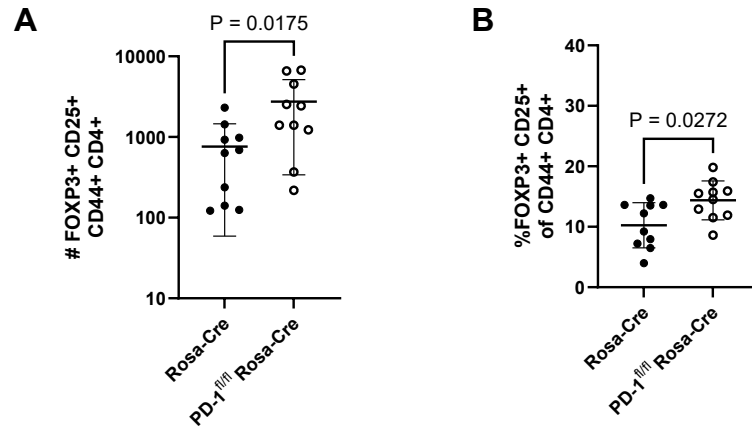 A
P = 0.0175
# FOXP3+ CD25+
CD44+ CD4+
10000
1000
100
10
Rosa-Cre
PD-1fl/fl Rosa-Cre
B
P = 0.0272
%FOXP3+ CD25+
of CD44+ CD4+
40
30
20
10
0
Rosa-Cre
PD-1fl/fl Rosa-Cre